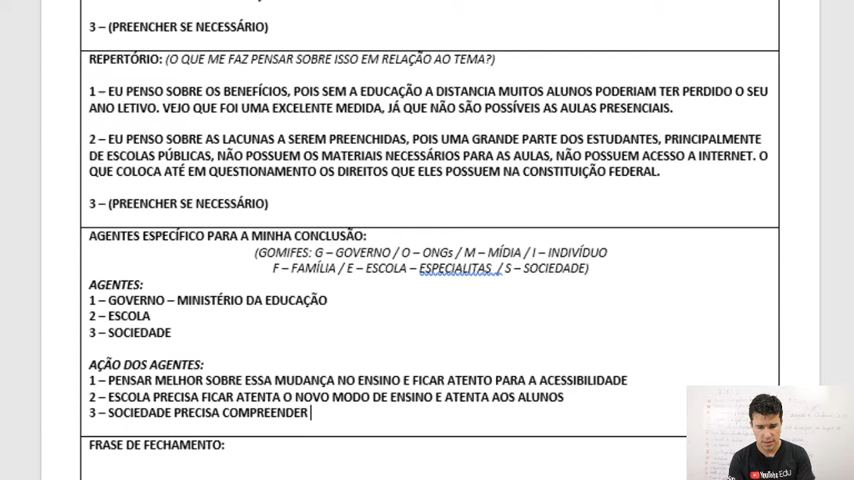 3 – (PREENCHER SE NECESSÁRIO)
REPERTÓRIO: (O QUE ME FAZ PENSAR SOBRE ISSO EM RELAÇÃO AO TEMA?)
1 – EU PENSO SOBRE OS BENEFÍCIOS, POIS SEM A EDUCAÇÃO A DISTANCIA MUITOS ALUNOS PODERIAM TER PERDIDO O SEU
ANO LETIVO. VEJO QUE FOI UMA EXCELENTE MEDIDA, JÁ QUE NÃO SÃO POSSÍVEIS AS AULAS PRESENCIAIS.
2 – EU PENSO SOBRE AS LACUNAS A SEREM PREENCHIDAS, POIS UMA GRANDE PARTE DOS ESTUDANTES, PRINCIPALMENTE
DE ESCOLAS PÚBLICAS, NÃO POSSUEM OS MATERIAIS NECESSÁRIOS PARA AS AULAS, NÃO POSSUEM ACESSO A INTERNET. O
QUE COLOCA ATÉ EM QUESTIONAMENTO OS DIREITOS QUE ELES POSSUEM NA CONSTITUIÇÃO FEDERAL.
3 – (PREENCHER SE NECESSÁRIO)
AGENTES ESPECÍFICO PARA A MINHA CONCLUSÃO:
(GOMIFES: G – GOVERNO / O – ONGs / M – MÍDIA / I – INDIVÍDUO
F – FAMÍLIA / E – ESCOLA – ESPECIALITAS / S – SOCIEDADE)
AGENTES:
1 – GOVERNO – MINISTÉRIO DA EDUCAÇÃO
2 – ESCOLA
3 – SOCIEDADE
AÇÃO DOS AGENTES:
1 – PENSAR MELHOR SOBRE ESSA MUDANÇA NO ENSINO E FICAR ATENTO PARA A ACESSIBILIDADE
2 – ESCOLA PRECISA FICAR ATENTA O NOVO MODO DE ENSINO E ATENTA AOS ALUNOS
3 – SOCIEDADE PRECISA COMPREENDER
FRASE DE FECHAMENTO:
YouTube Edu